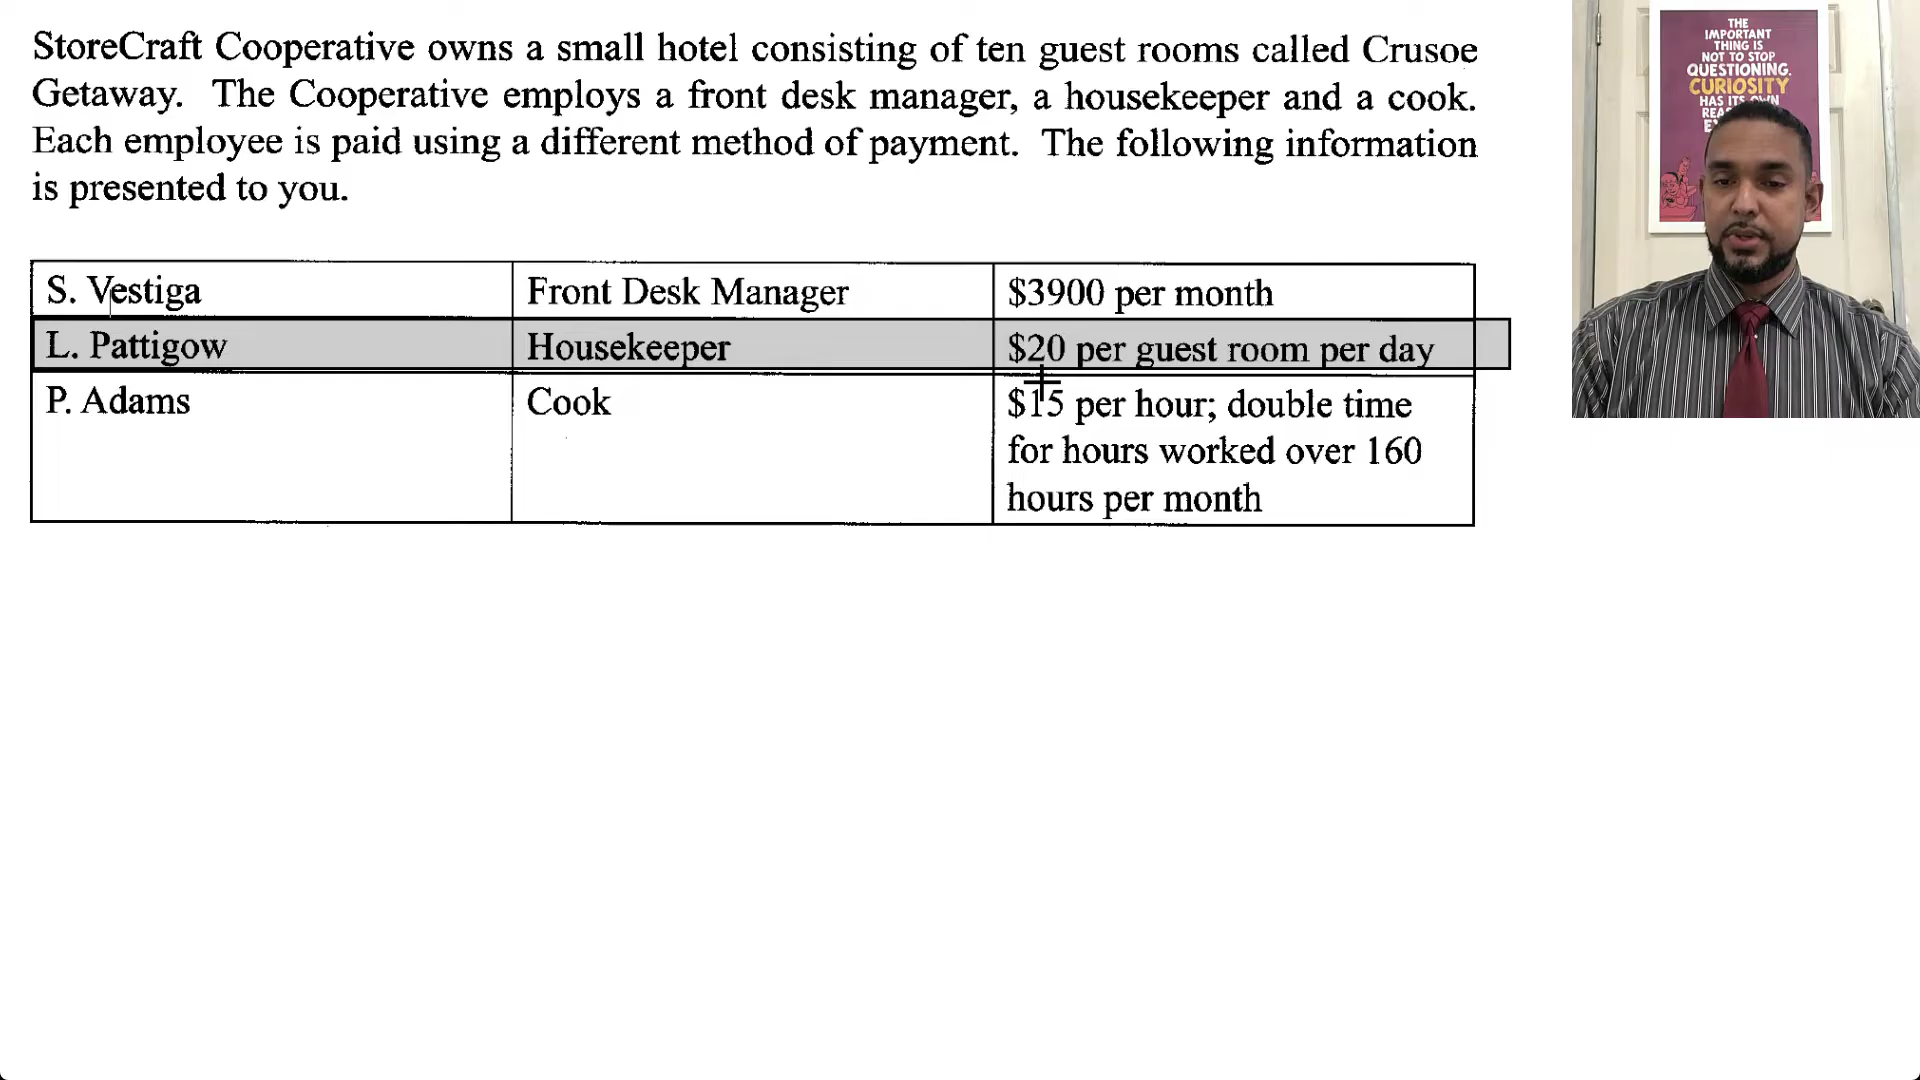 StoreCraft Cooperative owns a small hotel consisting of ten guest rooms called Crusoe
Getaway. The Cooperative employs a front desk manager, a housekeeper and a cook.
Each employee is paid using a different method of payment. The following information
is presented to you.
S. Vestiga Front Desk Manager $3900 per month
L. Pattigow Housekeeper $20 per guest room per day
P. Adams Cook $15 per hour; double time
for hours worked over 160
hours per month
THE
IMPORTANT
THING IS
NOT TO STOP
QUESTIONING.
CURIOSITY
HAS ITS OWN